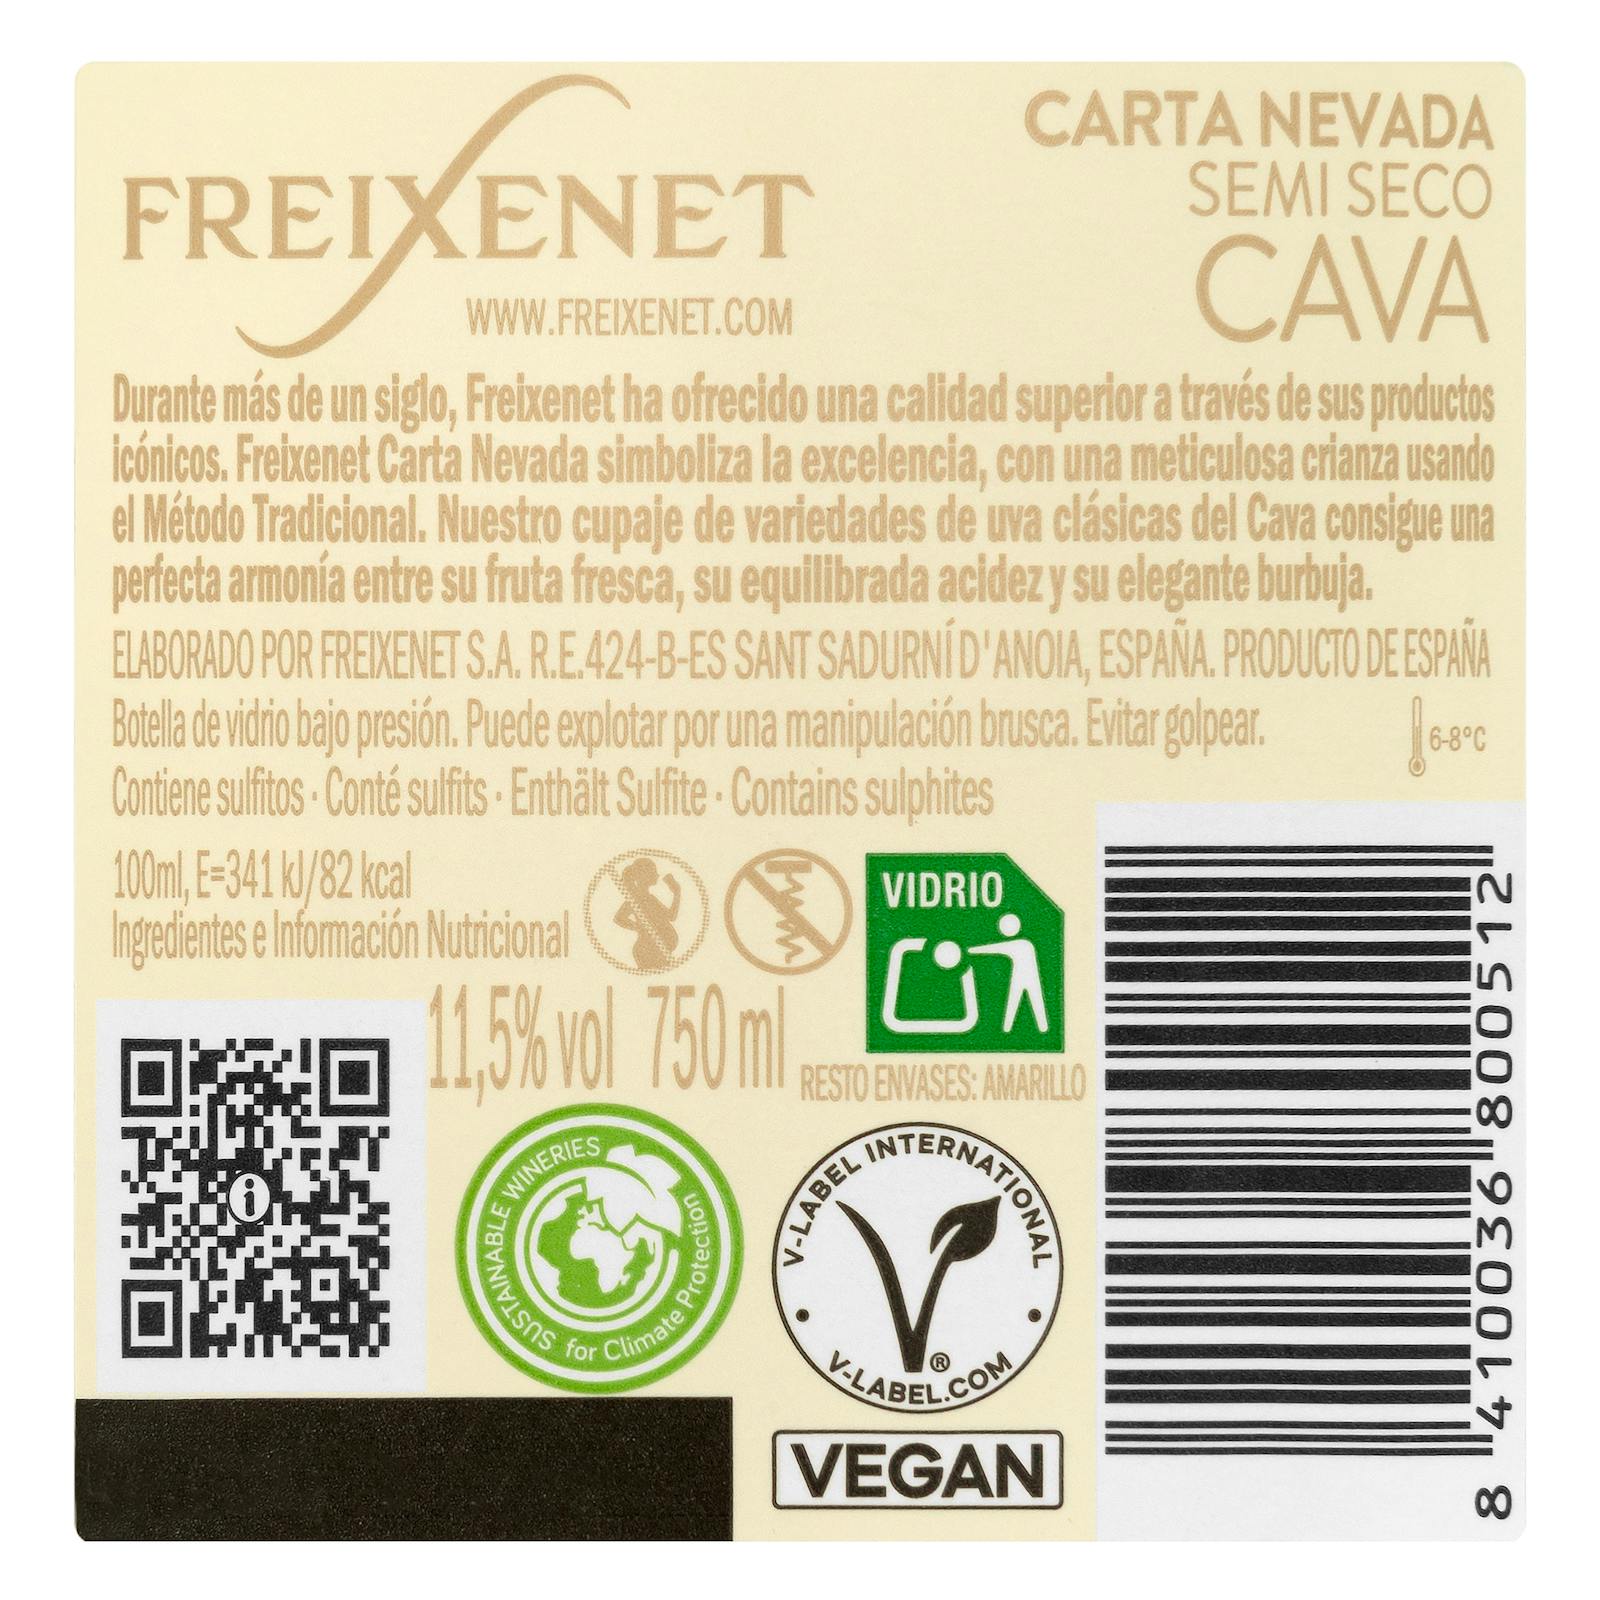 FREIXENET
WWW.FREIXENET.COM
CARTA NEVADA
SEMI SECO
CAVA
Durante más de un siglo, Freixenet ha ofrecido una calidad superior a través de sus productos
icónicos. Freixenet Carta Nevada simboliza la excelencia, con una meticulosa crianza usando
el Método Tradicional. Nuestro cupaje de variedades de uva clásicas del Cava consigue una
perfecta armonía entre su fruta fresca, su equilibrada acidez y su elegante burbuja.
ELABORADO POR FREIXENET S.A. R.E.424-B-ES SANT SADURNÍ D'ANOIA, ESPAÑA. PRODUCTO DE ESPAÑA
Botella de vidrio bajo presión. Puede explotar por una manipulación brusca. Evitar golpear.
6-8°C
Contiene sulfitos · Conté sulfits · Enthält Sulfite · Contains sulphites
100ml, E=341 kJ/82 kcal
Ingredientes e Información Nutricional
VIDRIO
11,5% vol 750 ml
RESTO ENVASES: AMARILLO
i
SUSTAINABLE WINERIES
for Climate Protection
V-LABEL INTERNATIONAL
®
V-LABEL.COM
VEGAN
8 410036 800512